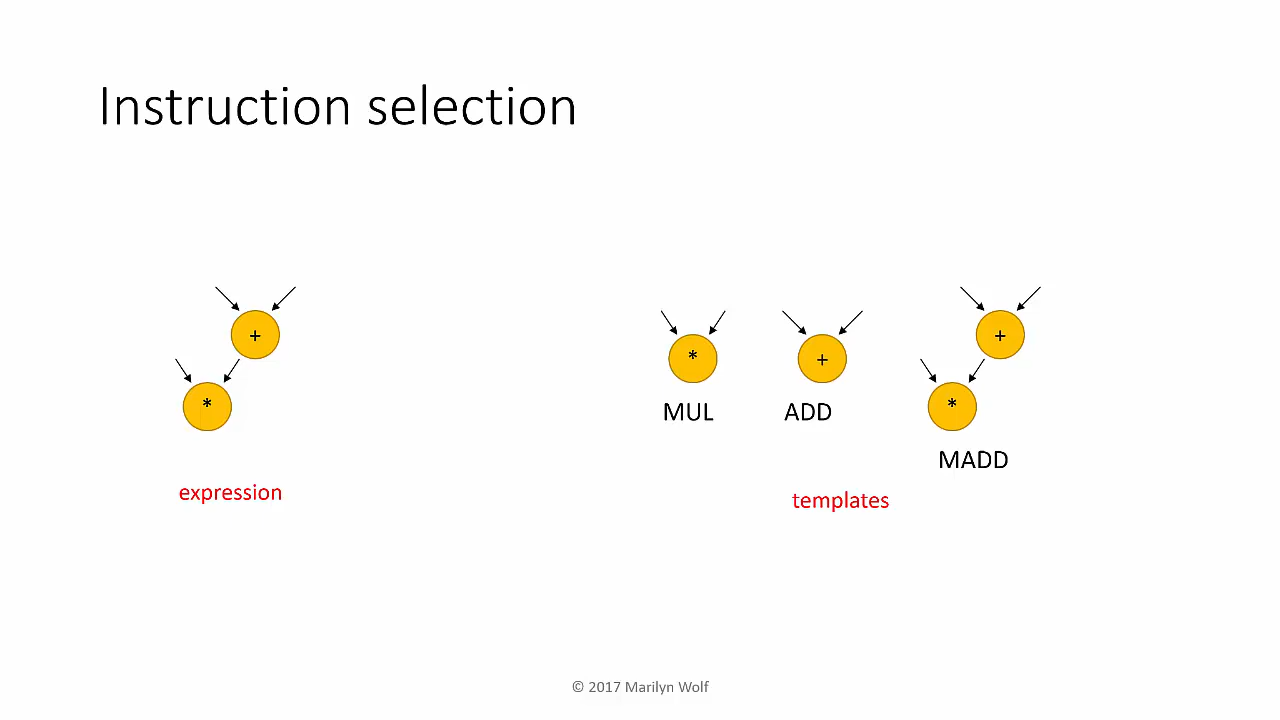 Instruction selection
+
*
expression
*
MUL
+
ADD
+
*
MADD
templates
© 2017 Marilyn Wolf